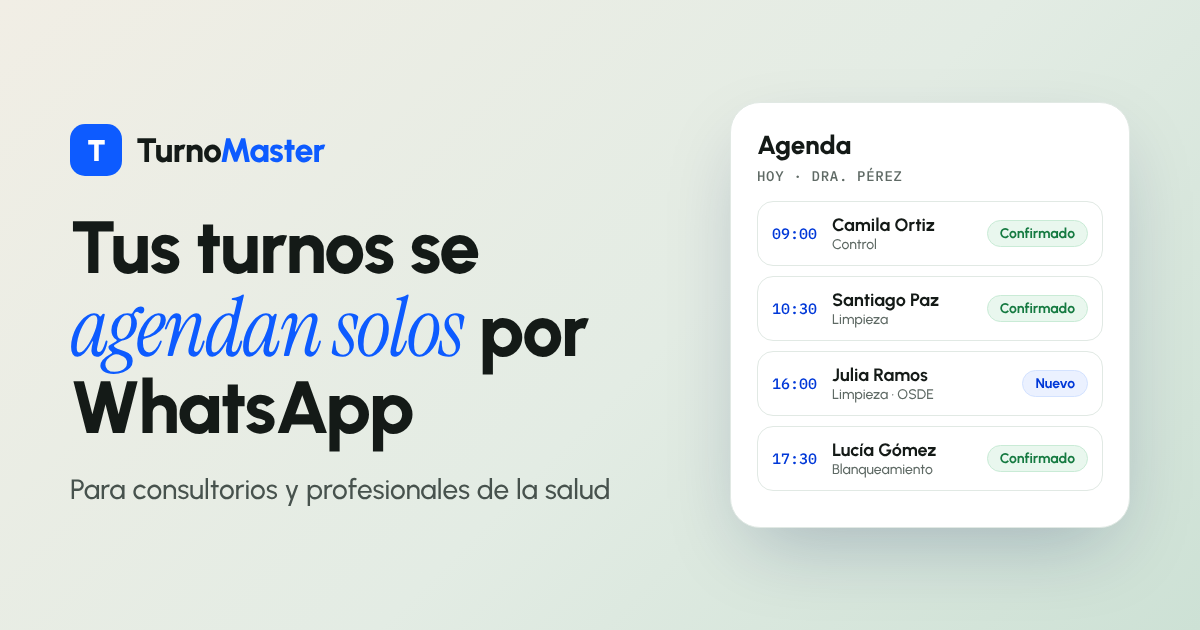 T TurnoMaster
Tus turnos se
agendan solos por
WhatsApp
Para consultorios y profesionales de la salud
Agenda
HOY · DRA. PÉREZ
09:00 Camila Ortiz Confirmado
Control
10:30 Santiago Paz Confirmado
Limpieza
16:00 Julia Ramos Nuevo
Limpieza · OSDE
17:30 Lucía Gómez Confirmado
Blanqueamiento